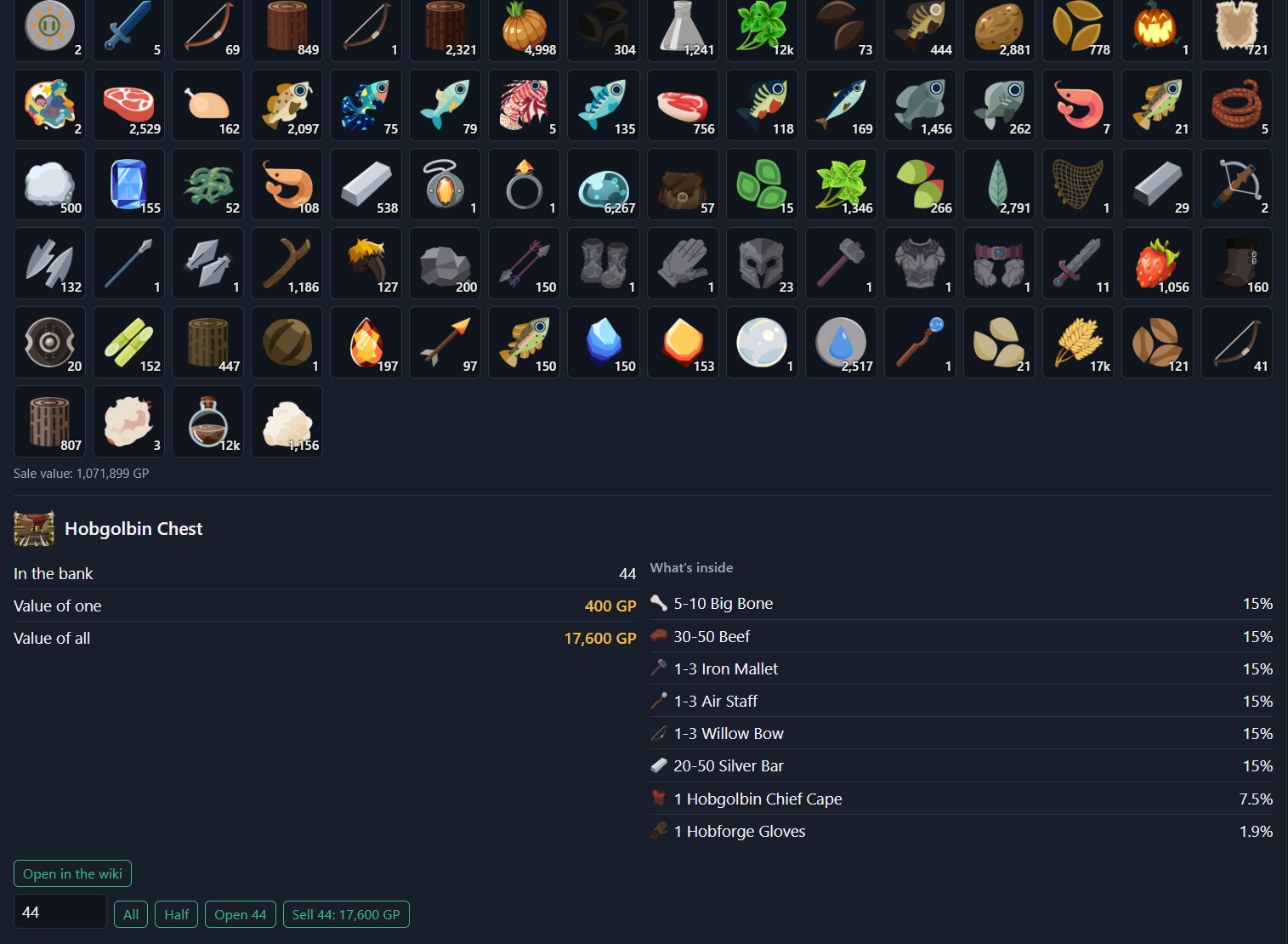 2 5 69 849 1 2,321 4,998 304 1,241 12k 73 444 2,881 778 1 721
2 2,529 162 2,097 75 79 5 135 756 118 169 1,456 262 7 21 5
500 155 52 108 538 1 1 6,267 57 15 1,346 266 2,791 1 29 2
132 1 1 1,186 127 200 150 1 1 23 1 1 1 11 1,056 160
20 152 447 1 197 97 150 150 153 1 2,517 1 21 17k 121 41
807 3 12k 1,156
Sale value: 1,071,899 GP
Hobgolbin Chest
In the bank 44
Value of one 400 GP
Value of all 17,600 GP
What's inside
5-10 Big Bone 15%
30-50 Beef 15%
1-3 Iron Mallet 15%
1-3 Air Staff 15%
1-3 Willow Bow 15%
20-50 Silver Bar 15%
1 Hobgolbin Chief Cape 7.5%
1 Hobforge Gloves 1.9%
Open in the wiki
44 All Half Open 44 Sell 44: 17,600 GP